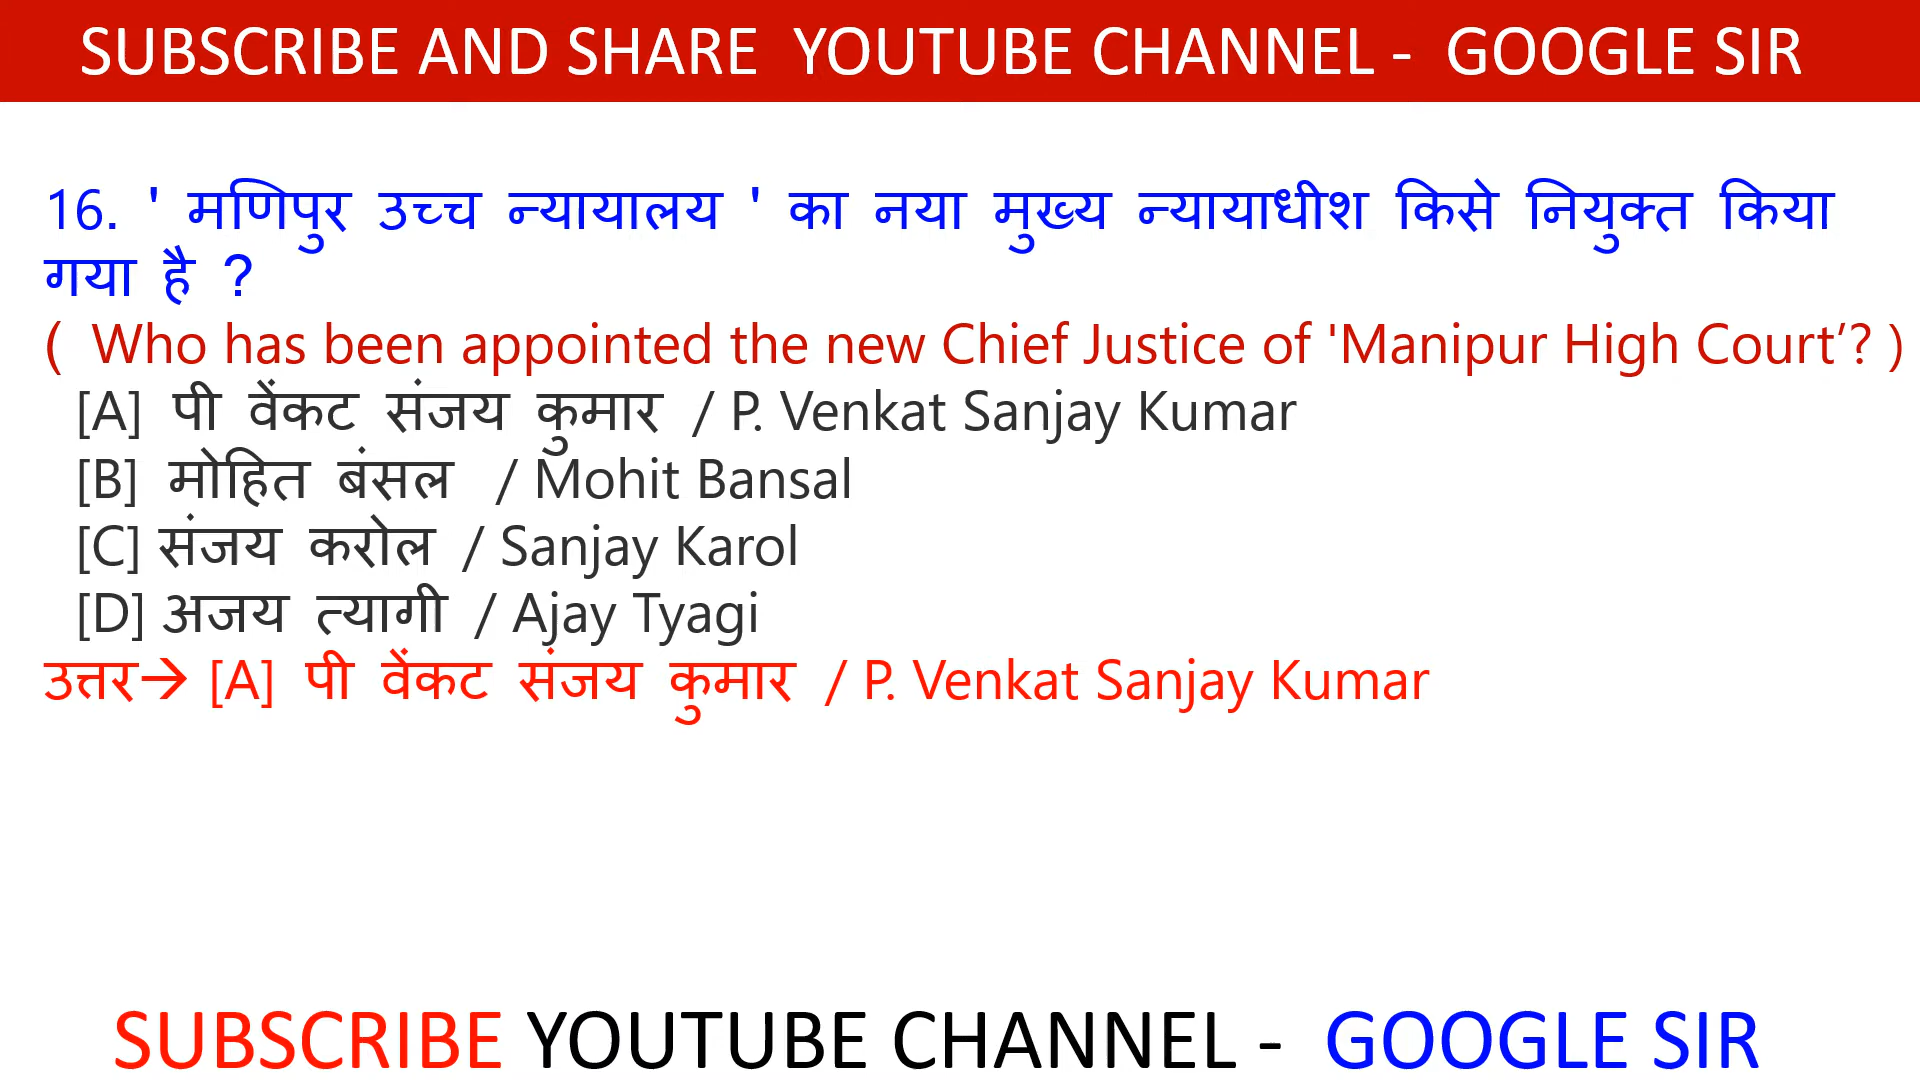 SUBSCRIBE AND SHARE YOUTUBE CHANNEL - GOOGLE SIR
16. ' मणिपुर उच्च न्यायालय ' का नया मुख्य न्यायाधीश किसे नियुक्त किया
गया है ?
( Who has been appointed the new Chief Justice of 'Manipur High Court’? )
[A] पी वेंकट संजय कुमार / P. Venkat Sanjay Kumar
[B] मोहित बंसल / Mohit Bansal
[C] संजय करोल / Sanjay Karol
[D] अजय त्यागी / Ajay Tyagi
उत्तर→ [A] पी वेंकट संजय कुमार / P. Venkat Sanjay Kumar
SUBSCRIBE YOUTUBE CHANNEL - GOOGLE SIR